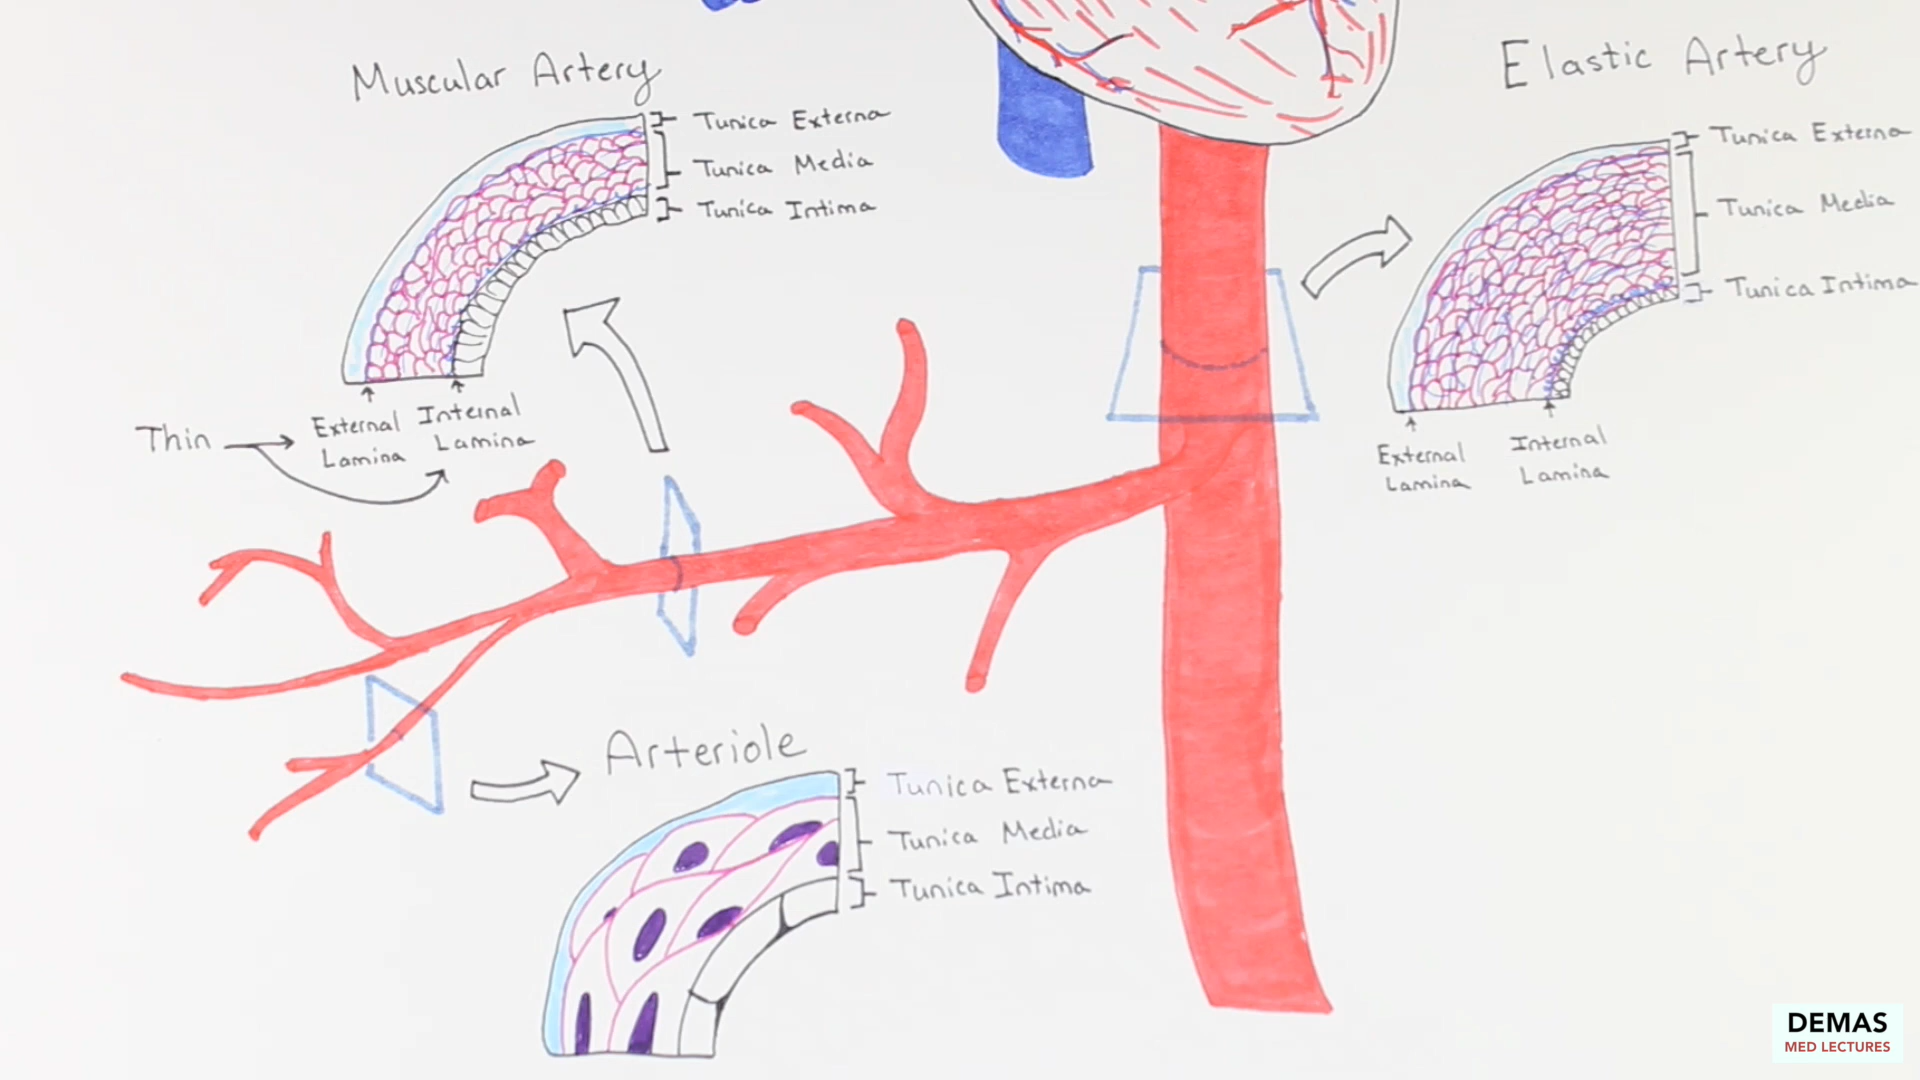 Muscular Artery
Tunica Externa
Tunica Media
Tunica Intima
Thin
External Lamina
Internal Lamina
Elastic Artery
Tunica Externa
Tunica Media
Tunica Intima
External Lamina
Internal Lamina
Arteriole
Tunica Externa
Tunica Media
Tunica Intima
DEMAS
MED LECTURES